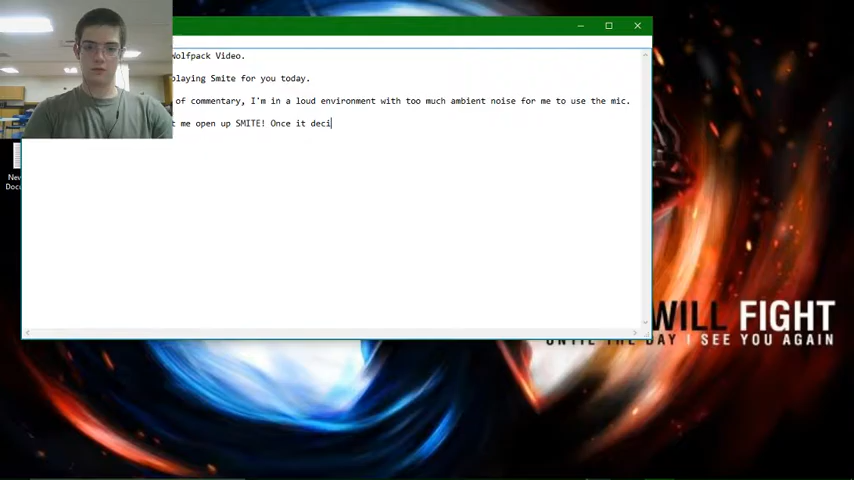 Wolfpack Video.
playing Smite for you today.
of commentary, I'm in a loud environment with too much ambient noise for me to use the mic.
me open up SMITE! Once it deci
New
Docu
WILL FIGHT
UNTIL THE DAY I SEE YOU AGAIN